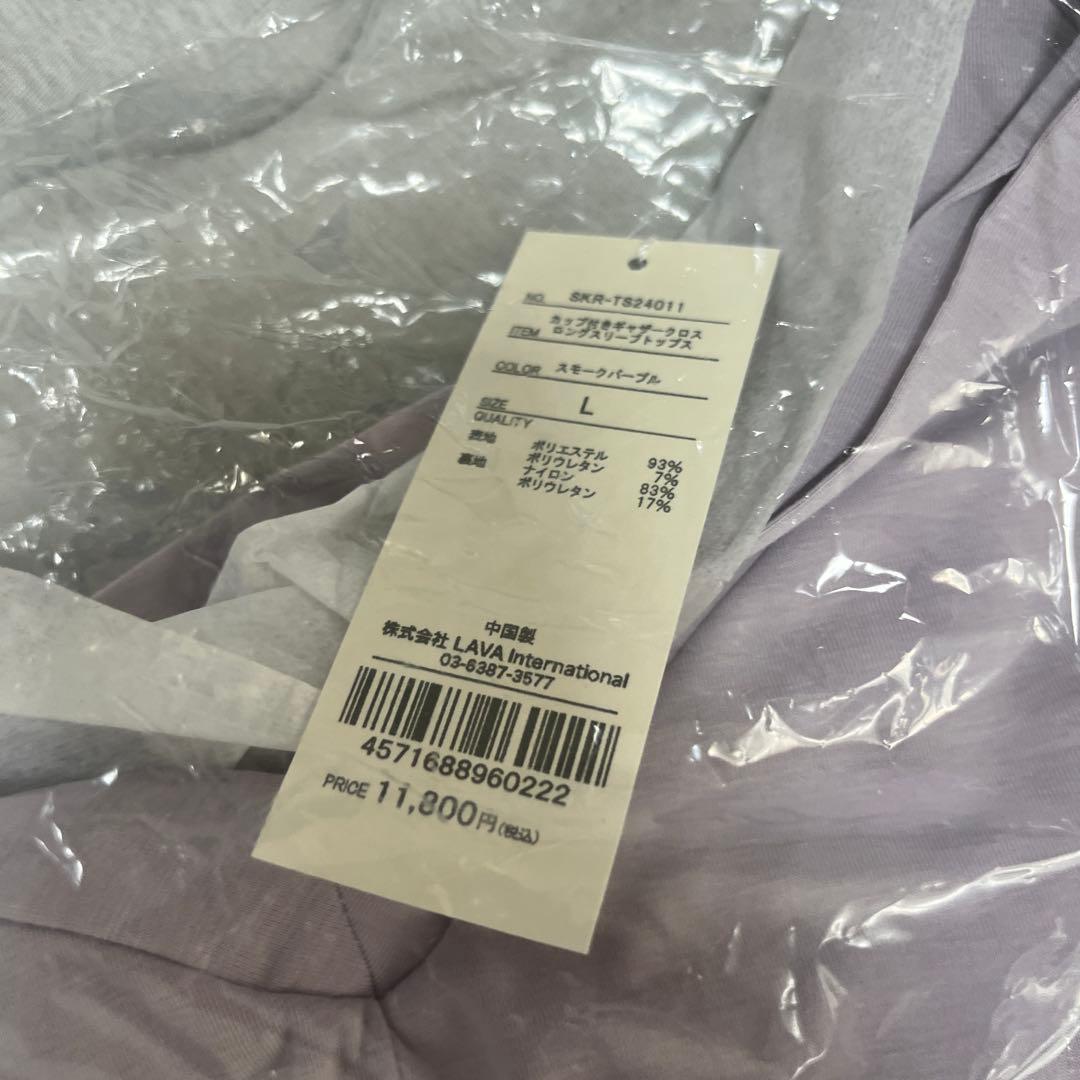 NO. SKR-TS24011
カップ付きギャザークロス
ITEM ロングスリーブトップス
COLOR スモークパープル
SIZE L
QUALITY
表地 ポリエステル 93%
ポリウレタン 7%
裏地 ナイロン 83%
ポリウレタン 17%
中国製
株式会社 LAVA International
03-6387-3577
4571688960222
PRICE 11,800円(税込)